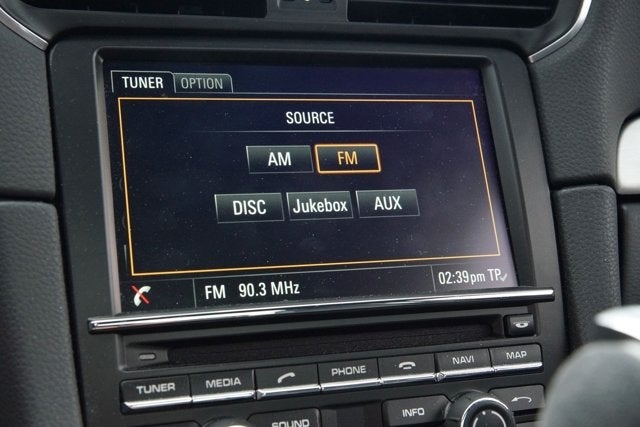 TUNER OPTION
SOURCE
AM FM
DISC Jukebox AUX
FM 90.3 MHz 02:39pm TP
TUNER MEDIA PHONE NAVI MAP
SOUND INFO